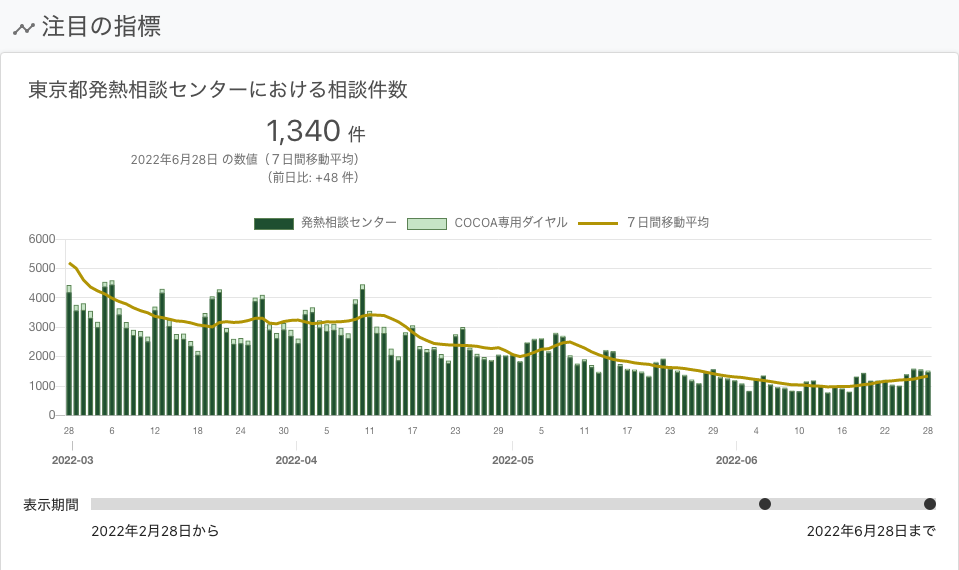 注目の指標
東京都発熱相談センターにおける相談件数
1,340 件
2022年6月28日 の数値（７日間移動平均）
（前日比: +48 件）
発熱相談センター COCOA専用ダイヤル ７日間移動平均
6000
5000
4000
3000
2000
1000
0
28 6 12 18 24 30 5 11 17 23 29 5 11 17 23 29 4 10 16 22 28
2022-03 2022-04 2022-05 2022-06
表示期間
2022年2月28日から 2022年6月28日まで